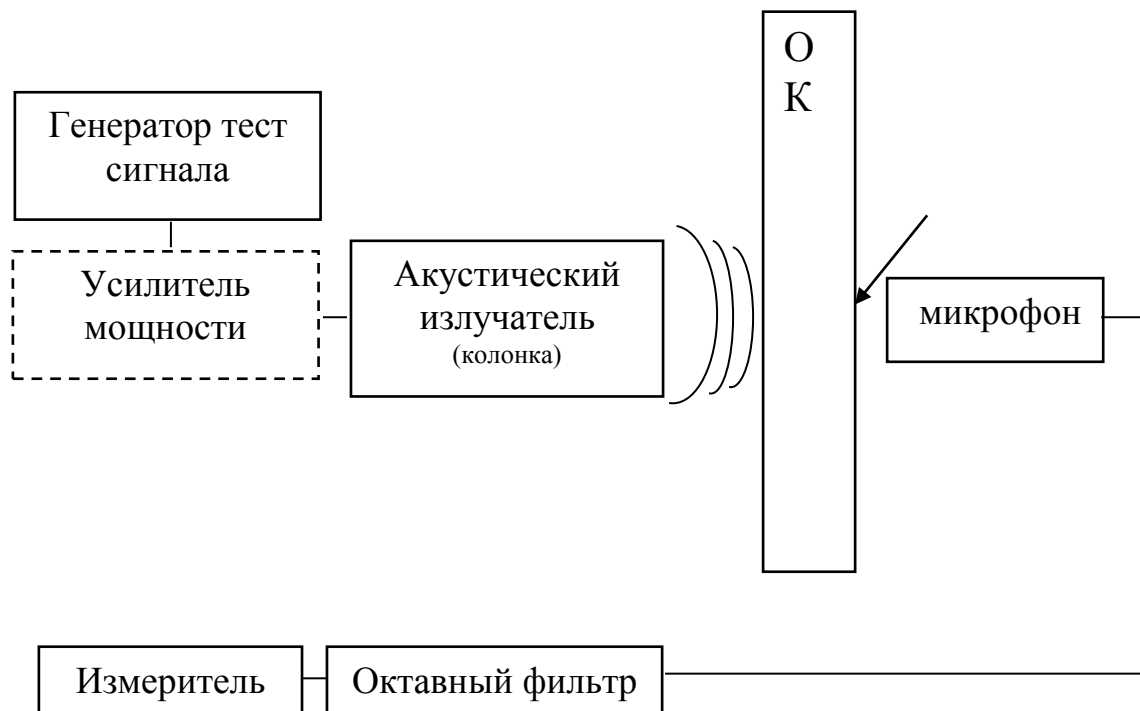 О
К
Генератор тест
сигнала
Усилитель
мощности
Акустический
излучатель
(колонка)
микрофон
Измеритель
Октавный фильтр